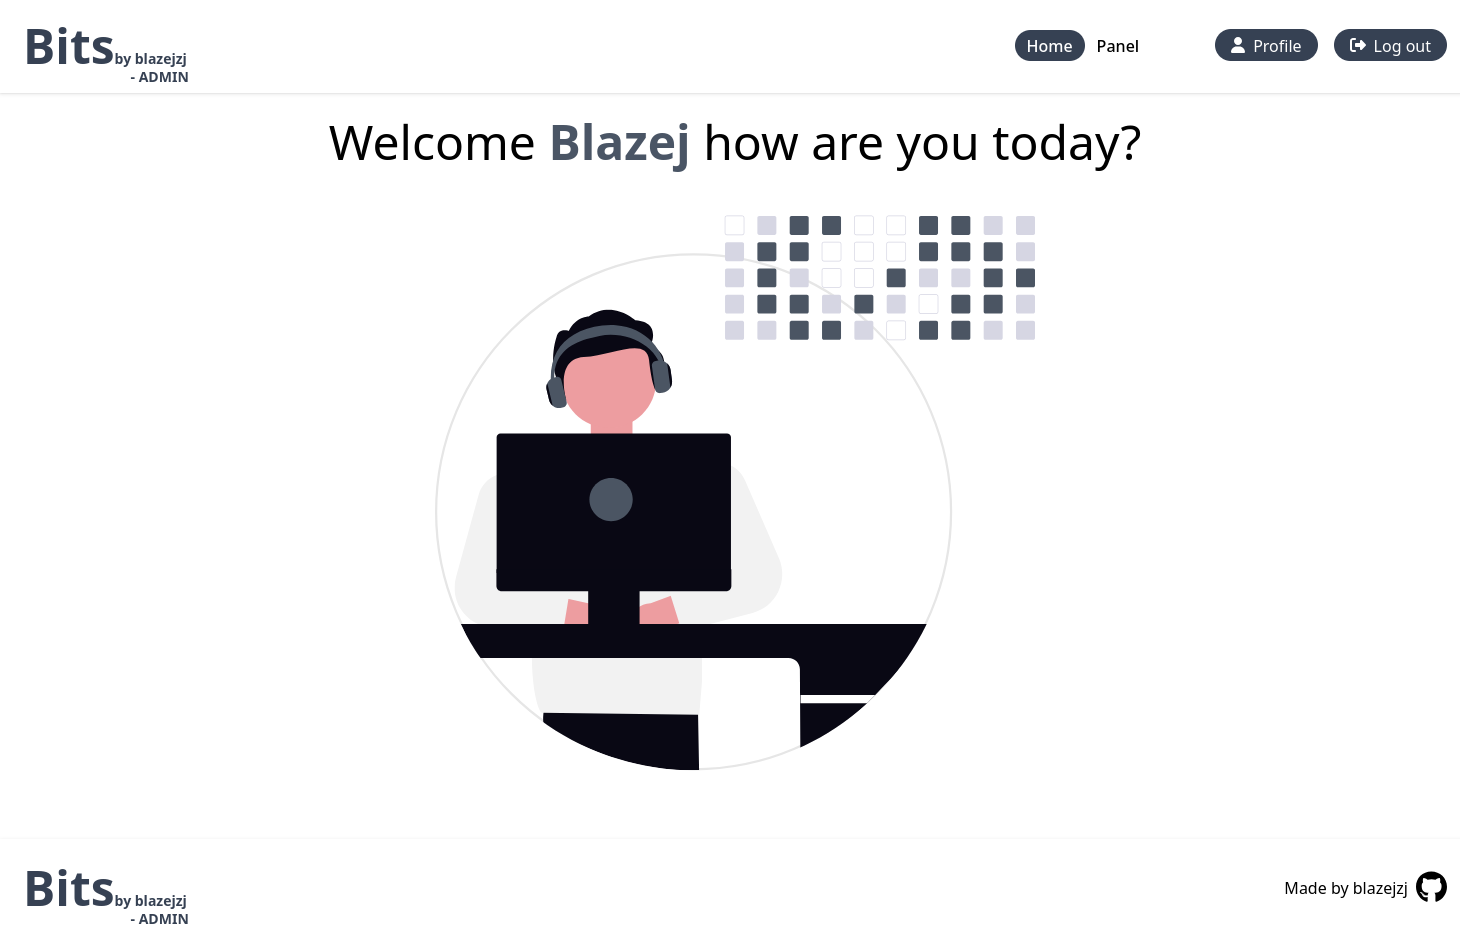 Bits by blazejzj
- ADMIN
Home Panel Profile Log out
Welcome Blazej how are you today?
Bits by blazejzj
- ADMIN
Made by blazejzj